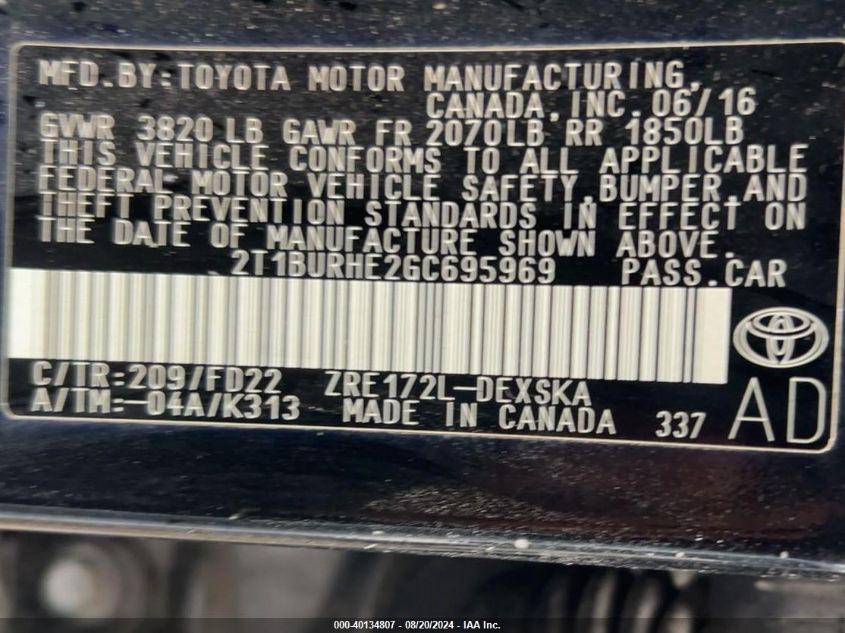 MFD.BY:TOYOTA MOTOR MANUFACTURING,
CANADA,INC. 06/16
GVWR 3820 LB GAWR FR 2070LB RR 1850LB
THIS VEHICLE CONFORMS TO ALL APPLICABLE
FEDERAL MOTOR VEHICLE SAFETY,BUMPER,AND
THEFT PREVENTION STANDARDS IN EFFECT ON
THE DATE OF MANUFACTURE SHOWN ABOVE.
2T1BURHE2GC695969 PASS.CAR
C/TR:209/FD22 ZRE172L-DEXSKA
A/TM:-04A/K313 MADE IN CANADA 337 AD
000-40134807 - 08/20/2024 - IAA Inc.